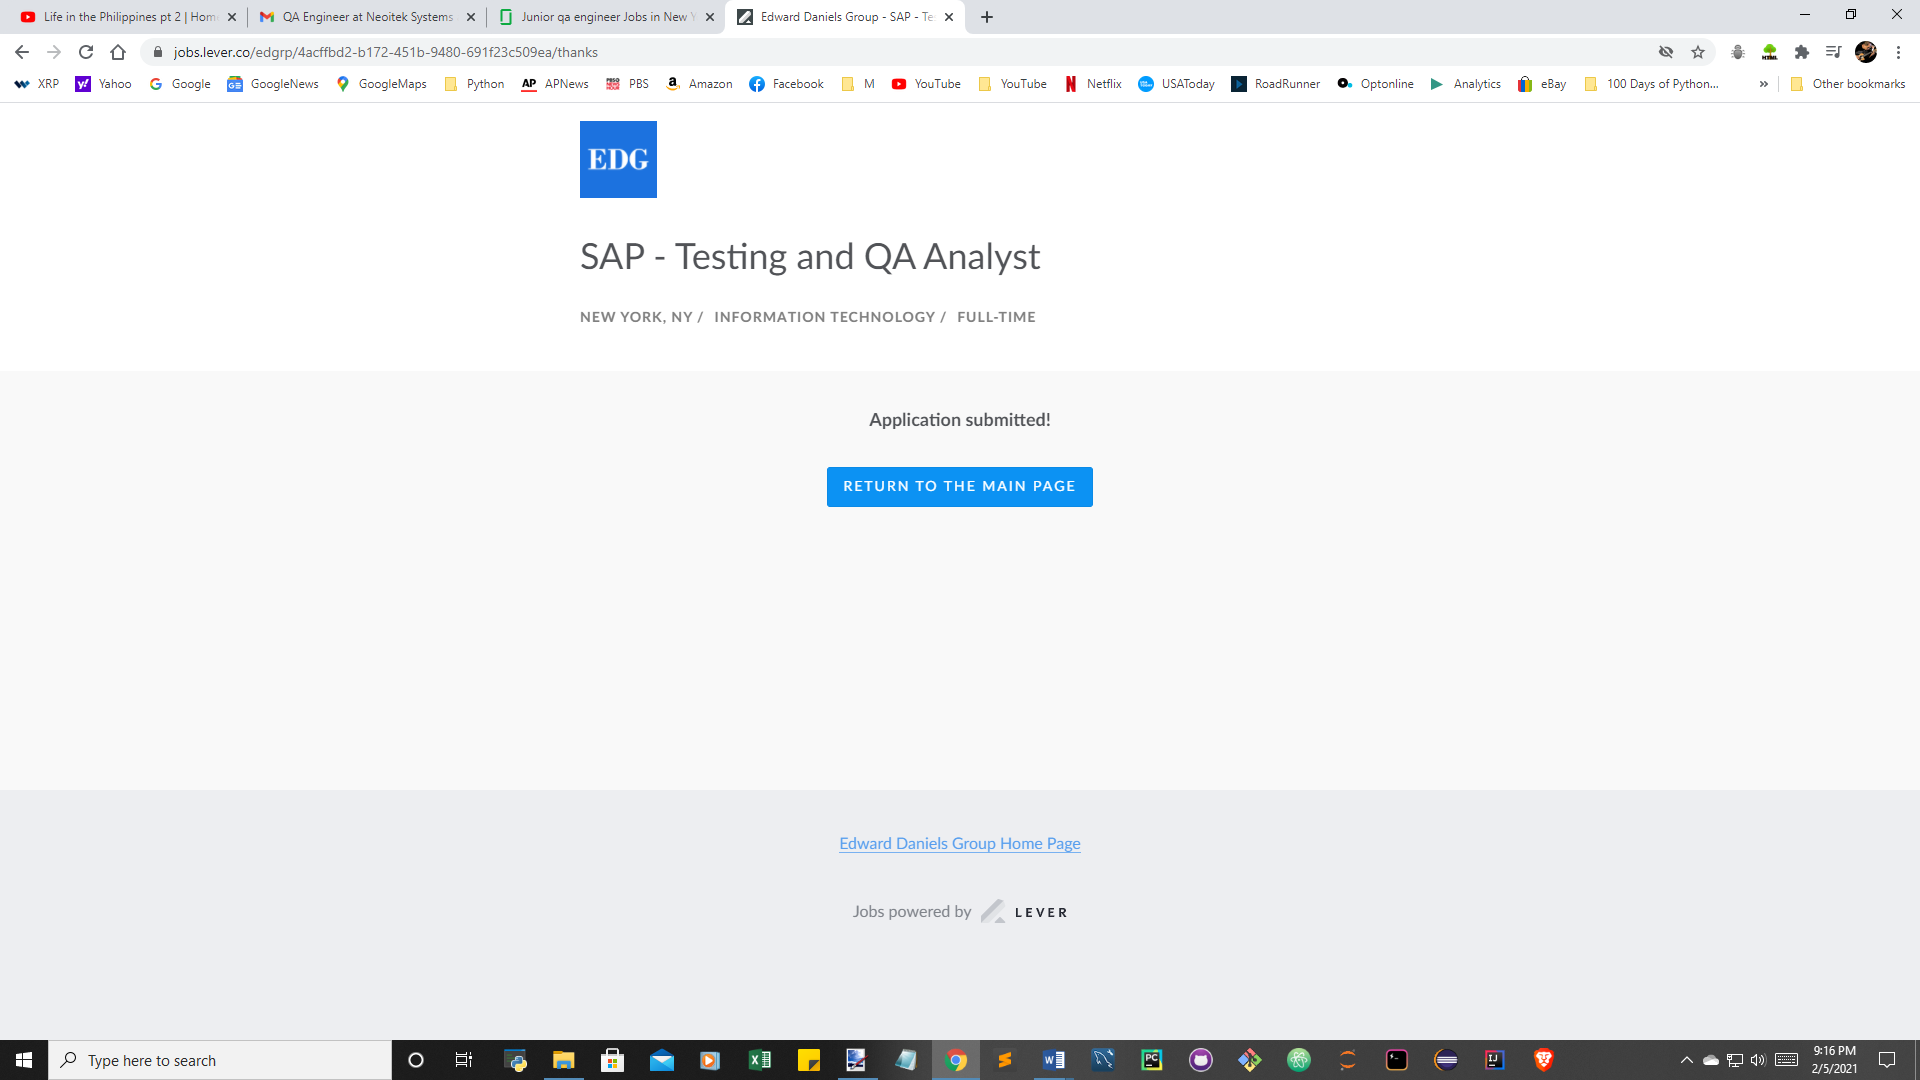 Life in the Philippines pt 2 | Hom
QA Engineer at Neoitek Systems
Junior qa engineer Jobs in New Y
Edward Daniels Group - SAP - Te
jobs.lever.co/edgrp/4acffbd2-b172-451b-9480-691f23c509ea/thanks
XRP Yahoo Google GoogleNews GoogleMaps Python APNews PBS Amazon Facebook M YouTube YouTube Netflix USAToday RoadRunner Optonline Analytics eBay 100 Days of Python... » Other bookmarks
EDG
SAP - Testing and QA Analyst
NEW YORK, NY / INFORMATION TECHNOLOGY / FULL-TIME
Application submitted!
RETURN TO THE MAIN PAGE
Edward Daniels Group Home Page
Jobs powered by LEVER
Type here to search
9:16 PM
2/5/2021